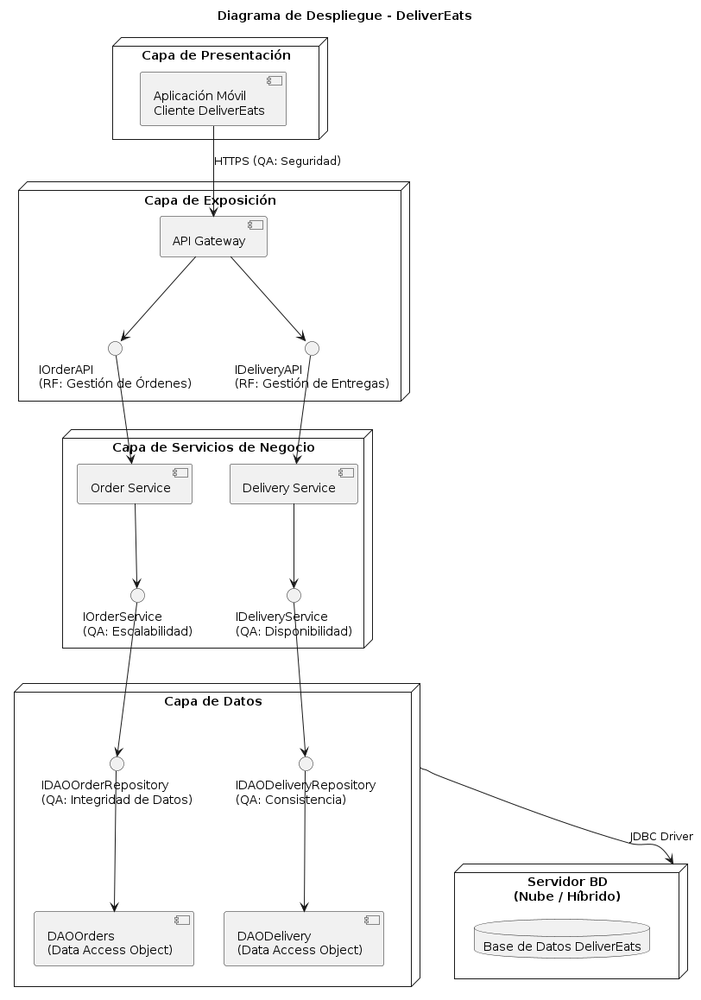 Diagrama de Despliegue - DeliverEats
Capa de Presentación
Aplicación Móvil
Cliente DeliverEats
HTTPS (QA: Seguridad)
Capa de Exposición
API Gateway
IOrderAPI
(RF: Gestión de Órdenes)
IDeliveryAPI
(RF: Gestión de Entregas)
Capa de Servicios de Negocio
Order Service
Delivery Service
IOrderService
(QA: Escalabilidad)
IDeliveryService
(QA: Disponibilidad)
Capa de Datos
IDAOOrderRepository
(QA: Integridad de Datos)
IDAODeliveryRepository
(QA: Consistencia)
JDBC Driver
Servidor BD
(Nube / Híbrido)
Base de Datos DeliverEats
DAOOrders
(Data Access Object)
DAODelivery
(Data Access Object)